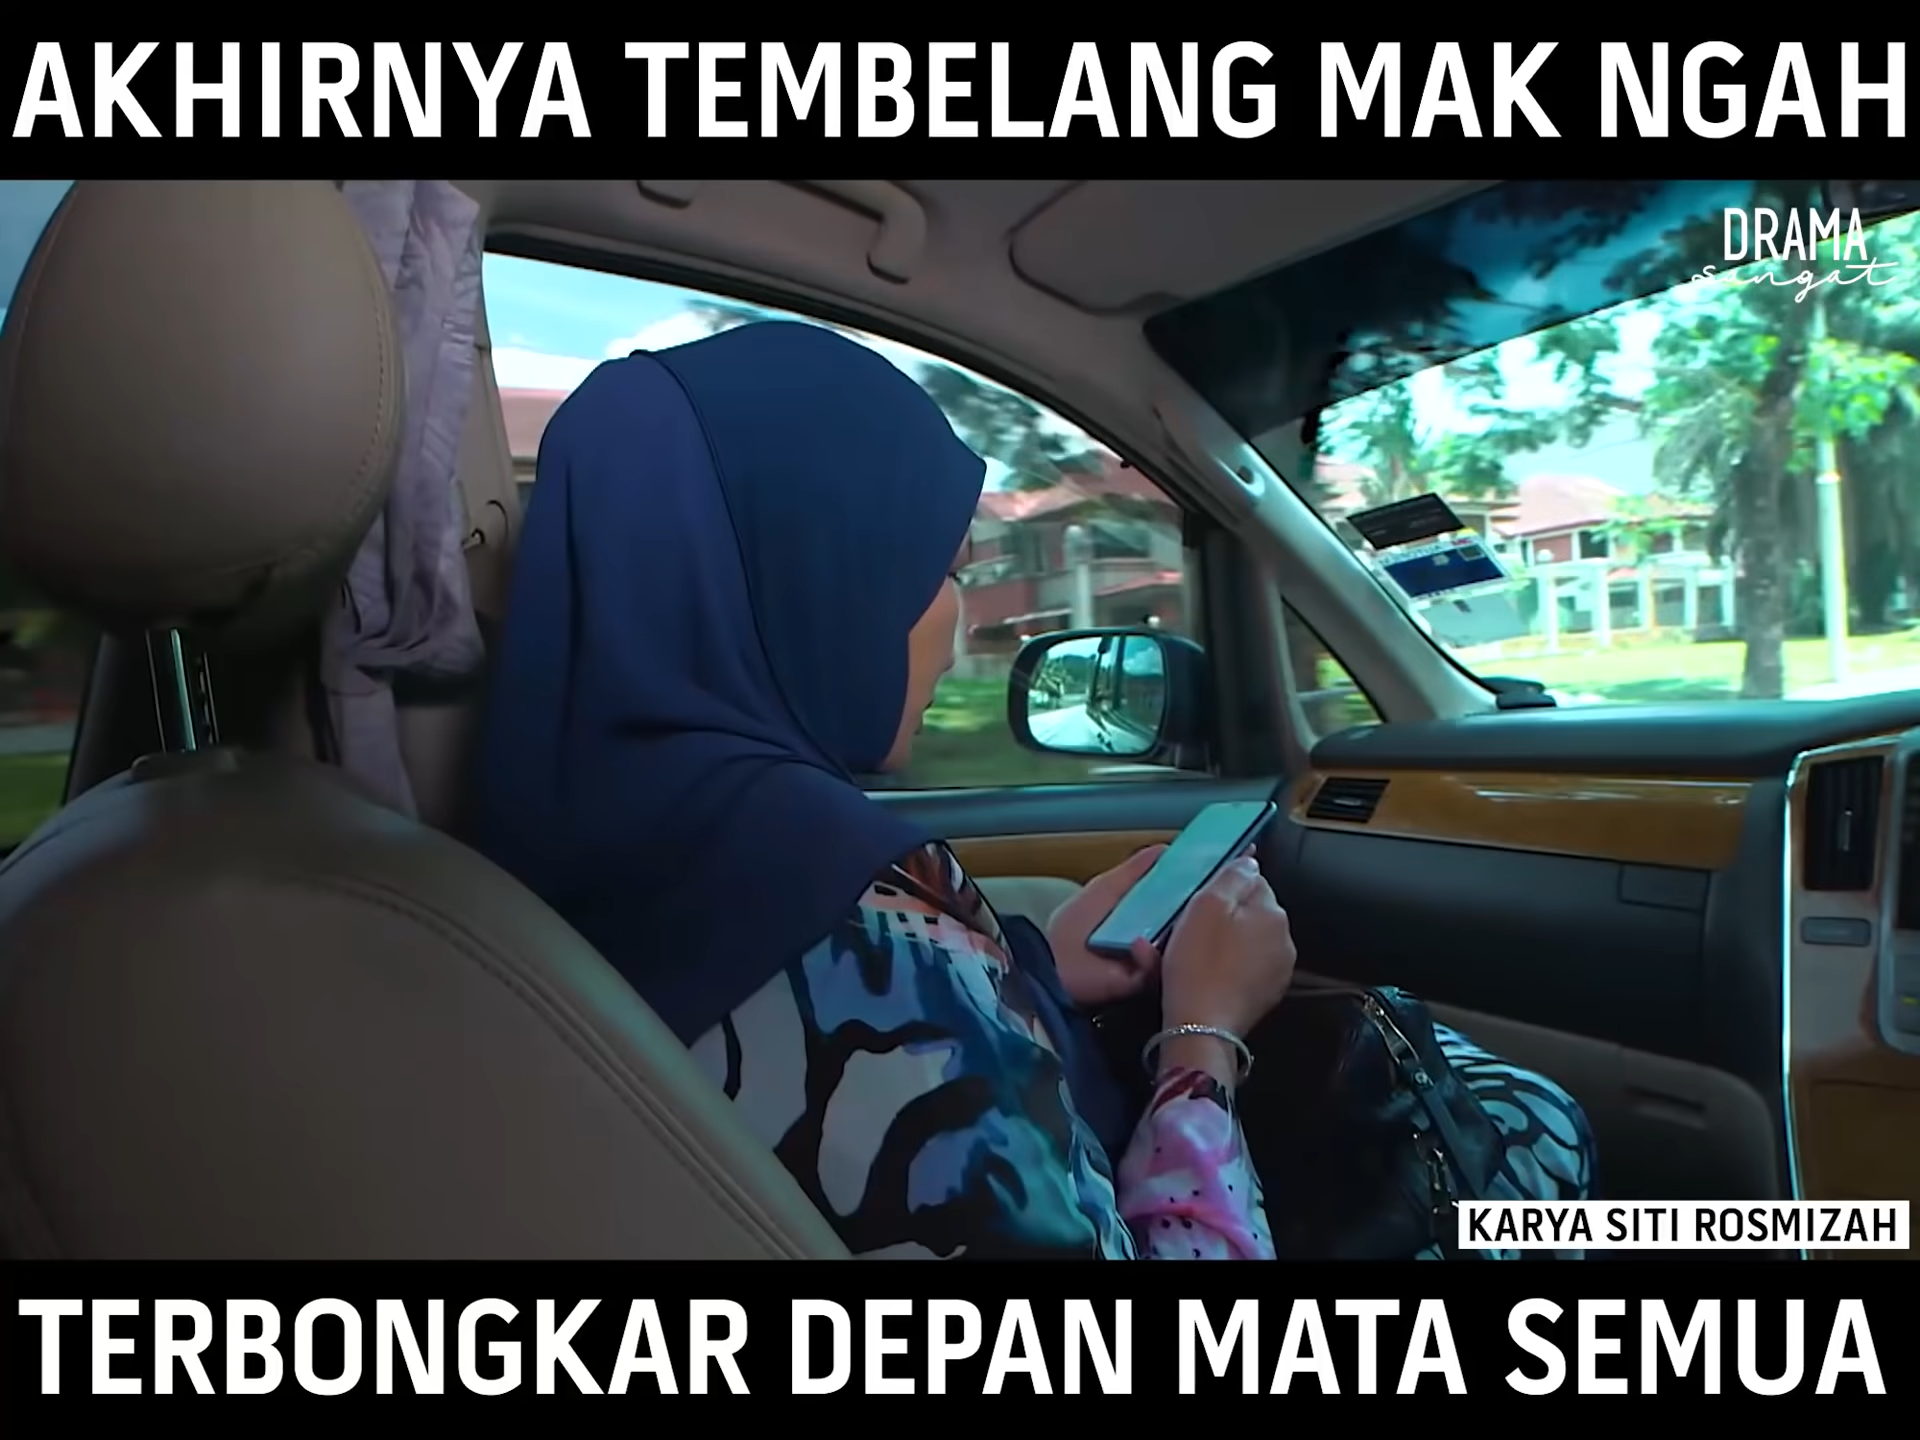 AKHIRNYA TEMBELANG MAK NGAH
DRAMA
sangat
KARYA SITI ROSMIZAH
TERBONGKAR DEPAN MATA SEMUA